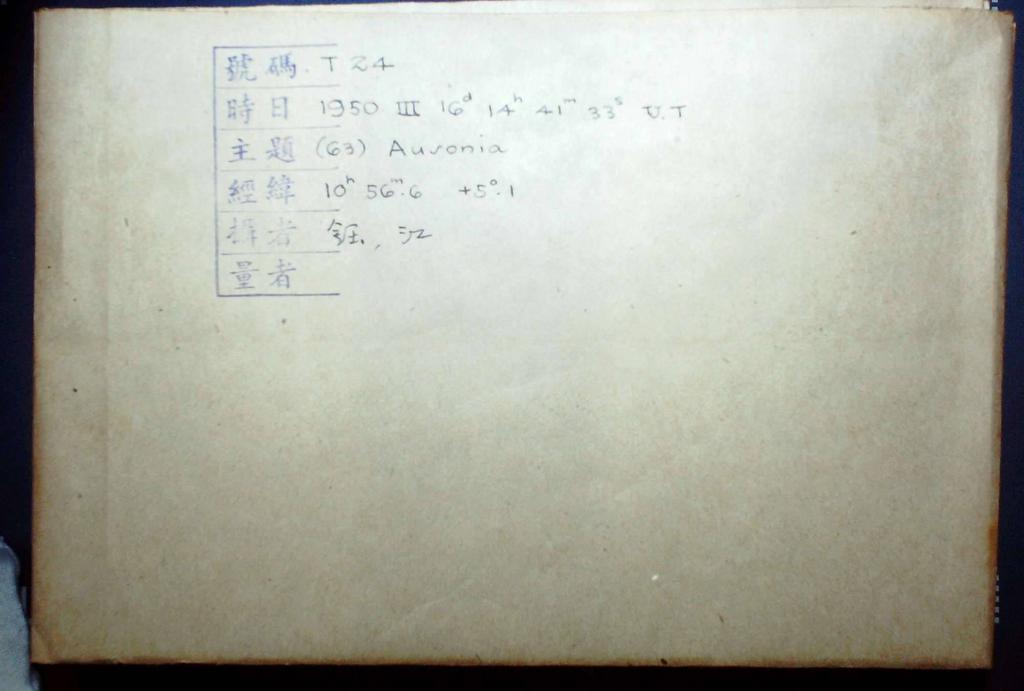 號碼. T 24
時日 1950 III 16ᵈ 14ʰ 41ᵐ 33ˢ U.T
主題 (63) Ausonia
經緯 10ʰ 56ᵐ.6 +5°.1
攝者 鈺, 江
量者